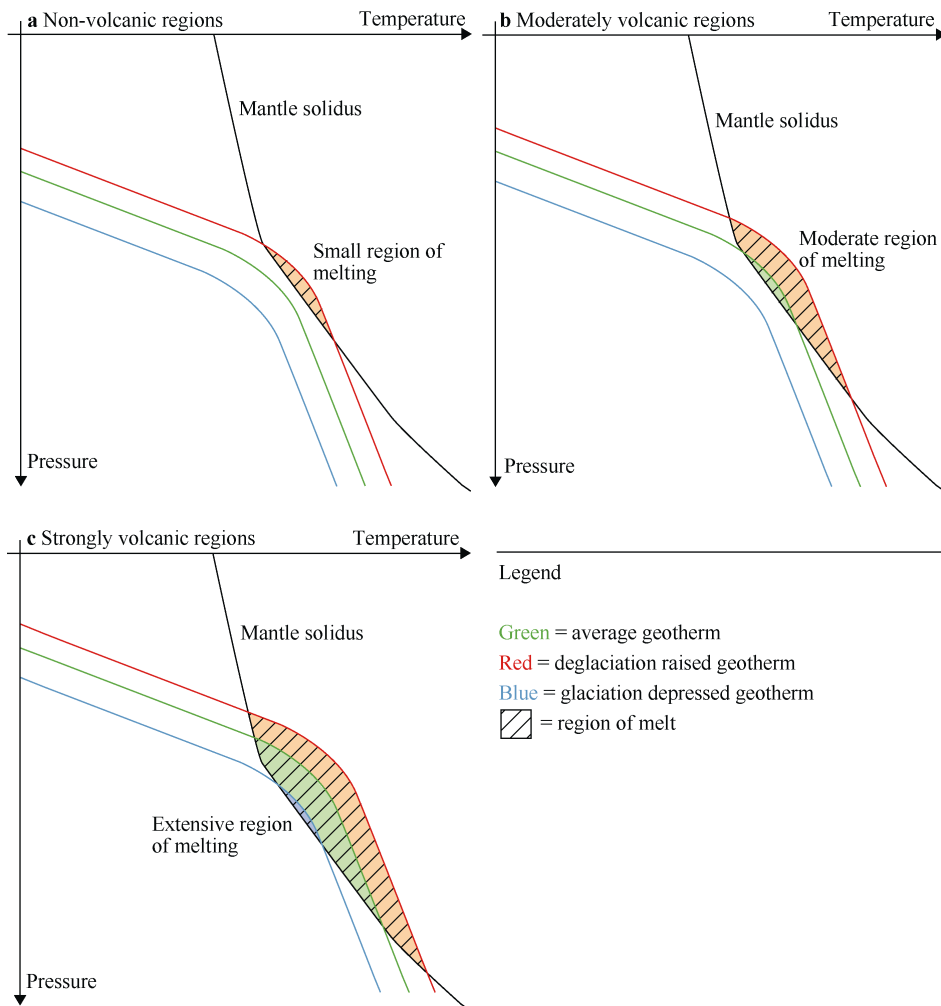 a Non-volcanic regions
Temperature
Mantle solidus
Small region of
melting
Pressure
b Moderately volcanic regions
Temperature
Mantle solidus
Moderate region
of melting
Pressure
c Strongly volcanic regions
Temperature
Mantle solidus
Extensive region
of melting
Pressure
Legend
Green = average geotherm
Red = deglaciation raised geotherm
Blue = glaciation depressed geotherm
= region of melt